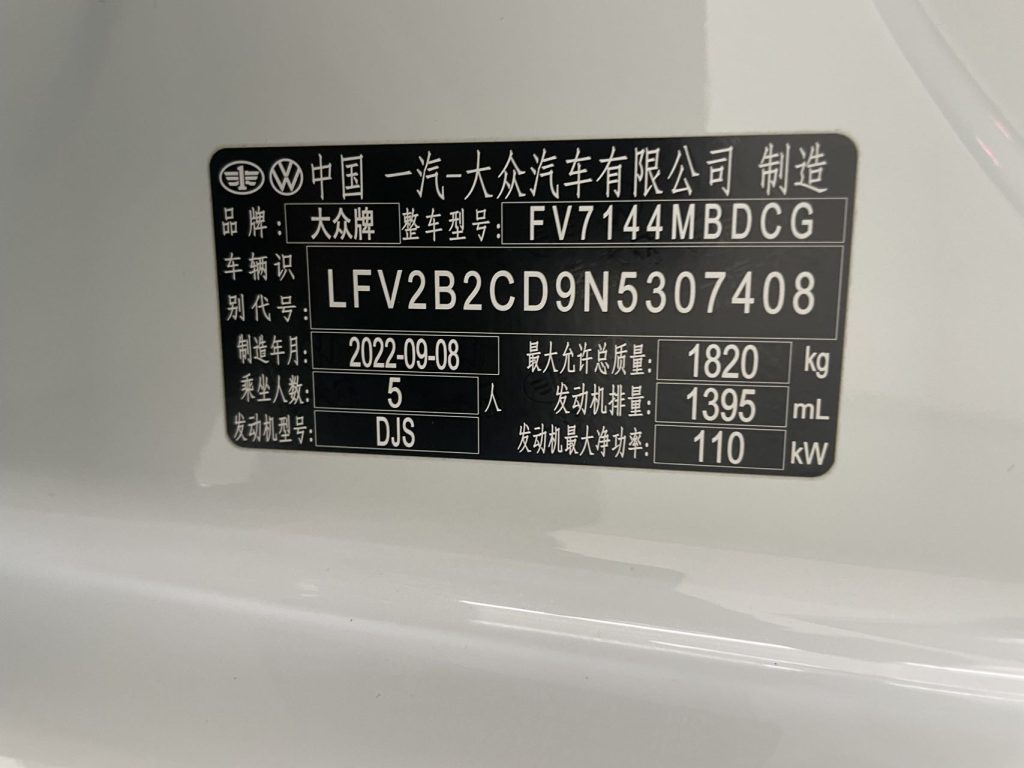 中国 一汽-大众汽车有限公司 制造
品牌: 大众牌 整车型号: FV7144MBDCG
车辆识
别代号: LFV2B2CD9N5307408
制造年月: 2022-09-08 最大允许总质量: 1820 kg
乘坐人数: 5 人 发动机排量: 1395 mL
发动机型号: DJS 发动机最大净功率: 110 kW